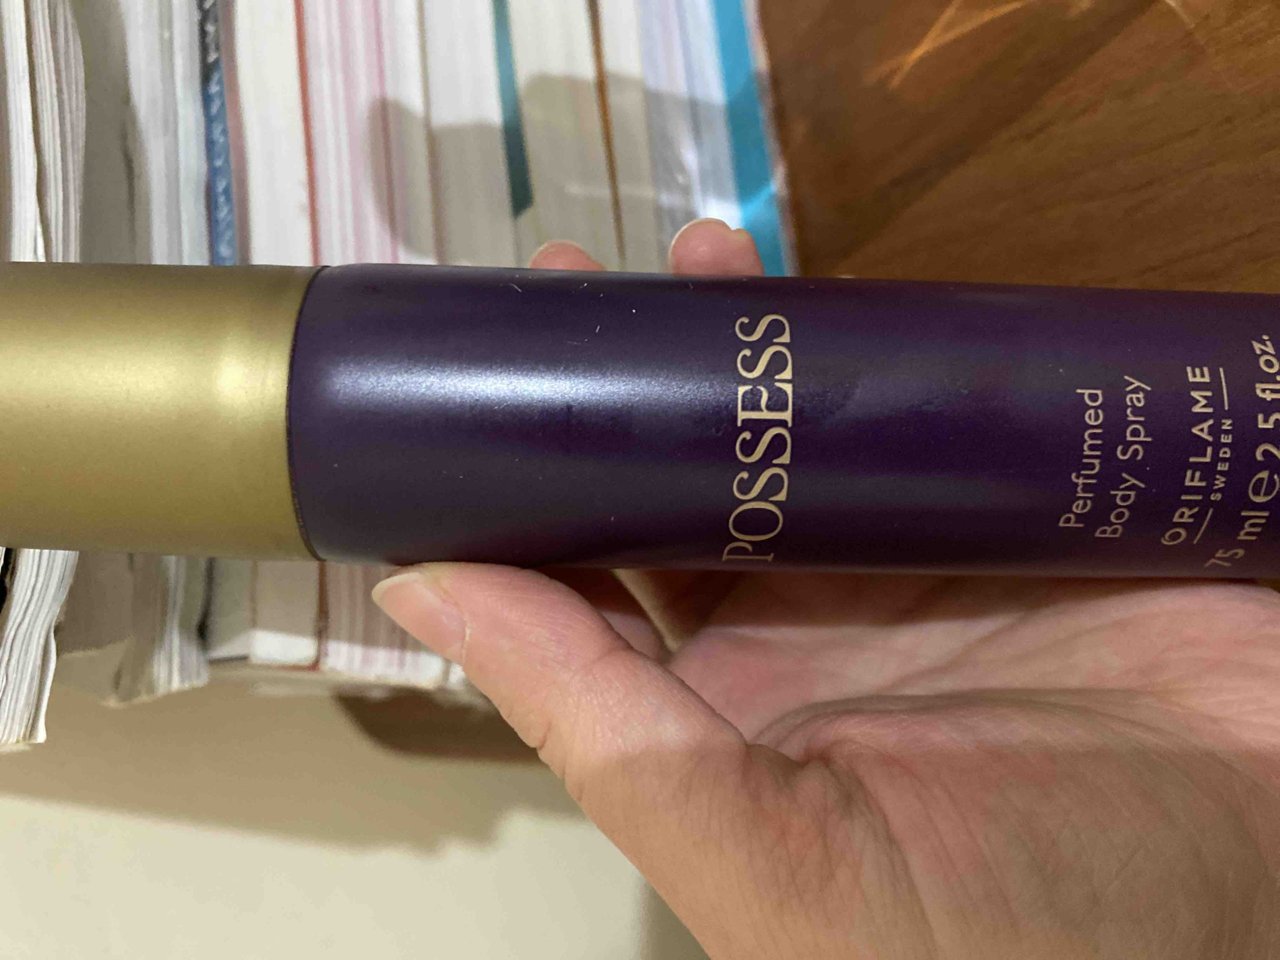 POSSESS
Perfumed
Body Spray
ORIFLAME
SWEDEN
75 ml e 2.5 fl.oz.